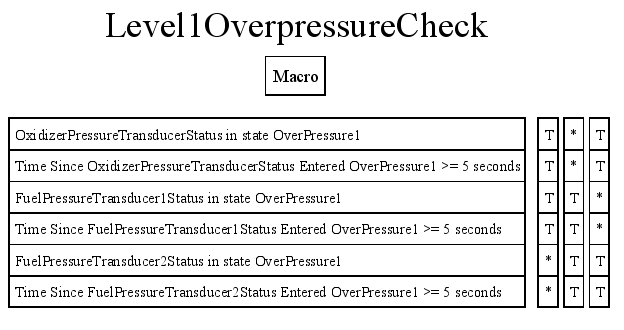 Level1OverpressureCheck
Macro
OxidizerPressureTransducerStatus in state OverPressure1 T * T
Time Since OxidizerPressureTransducerStatus Entered OverPressure1 >= 5 seconds T * T
FuelPressureTransducer1Status in state OverPressure1 T T *
Time Since FuelPressureTransducer1Status Entered OverPressure1 >= 5 seconds T T *
FuelPressureTransducer2Status in state OverPressure1 * T T
Time Since FuelPressureTransducer2Status Entered OverPressure1 >= 5 seconds * T T